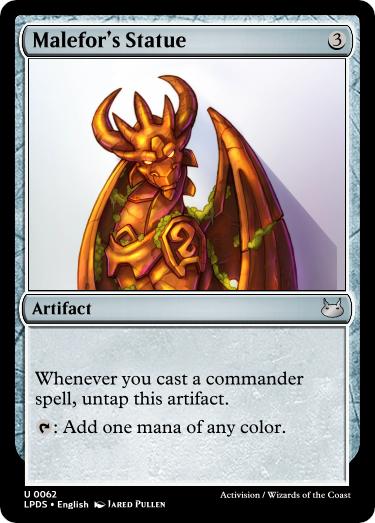 Malefor's Statue 3
Artifact
Whenever you cast a commander
spell, untap this artifact.
: Add one mana of any color.
U 0062
LPDS • English Jared Pullen
Activision / Wizards of the Coast